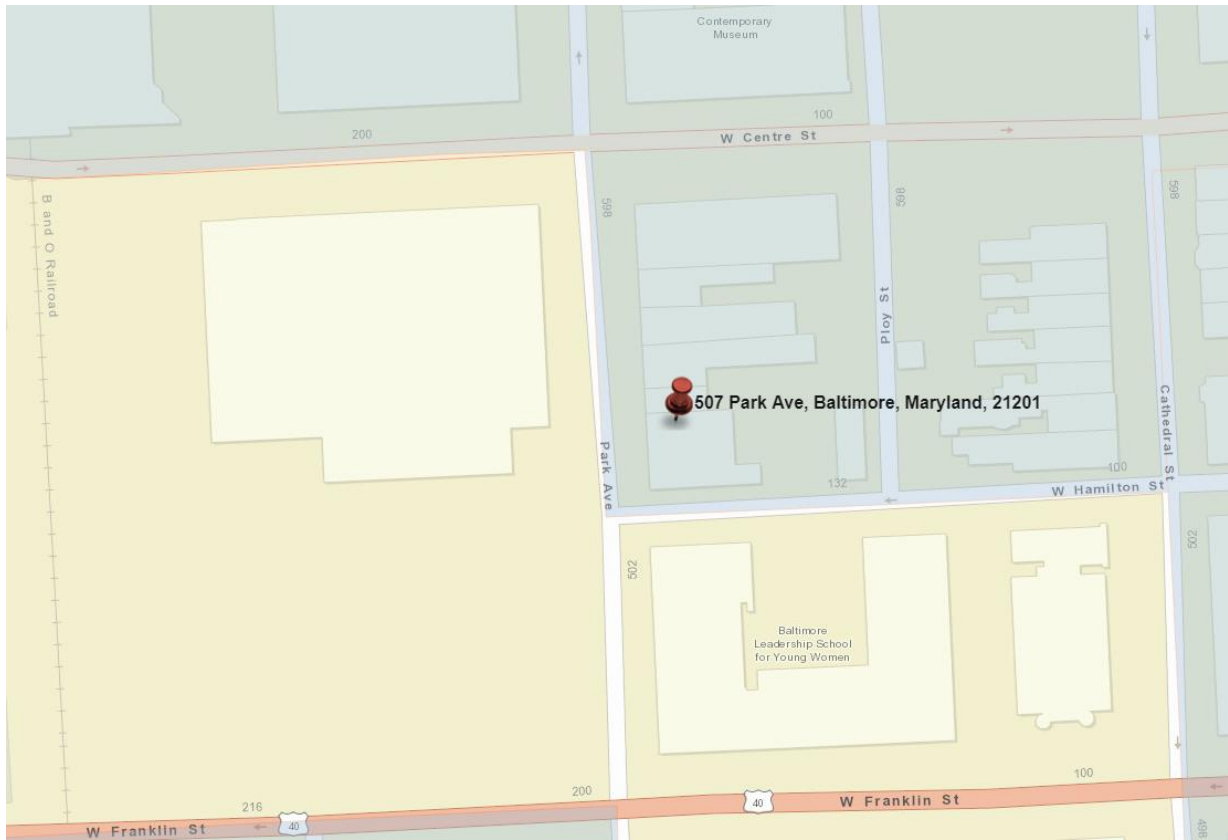 Contemporary
Museum
100
200
W Centre St
B and O Railroad
598
598
598
Ploy St
507 Park Ave, Baltimore, Maryland, 21201
Park Ave
Cathedral St
132
100
W Hamilton St
502
502
Baltimore
Leadership School
for Young Women
100
200
216
40
W Franklin St
W Franklin St
40
498